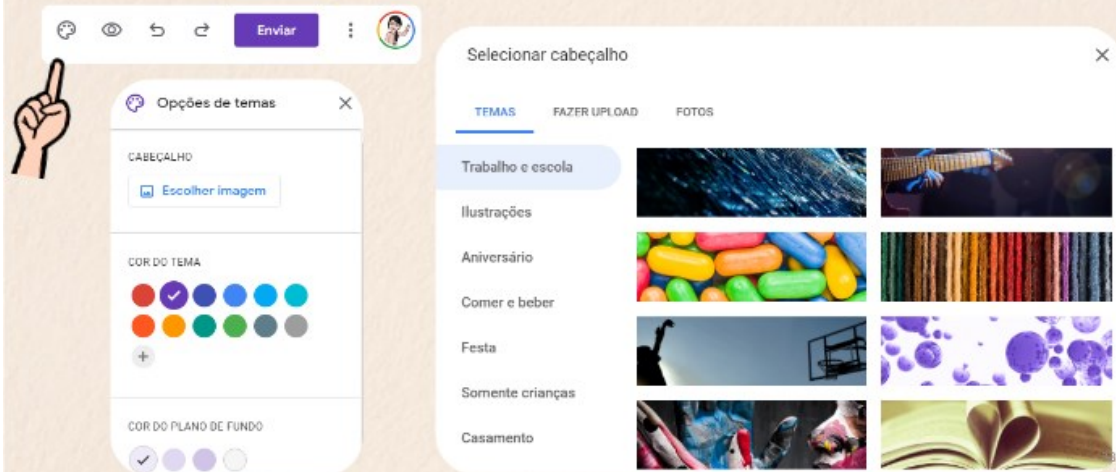 Enviar
Opções de temas
CABEÇALHO
Escolher imagem
COR DO TEMA
COR DO PLANO DE FUNDO
Selecionar cabeçalho
TEMAS FAZER UPLOAD FOTOS
Trabalho e escola
Ilustrações
Aniversário
Comer e beber
Festa
Somente crianças
Casamento